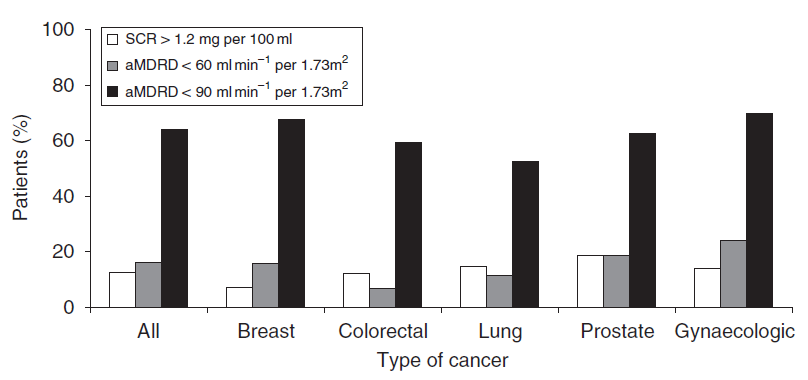 100
80
60
40
20
0
Patients (%)
SCR > 1.2 mg per 100 ml
aMDRD < 60 ml min⁻¹ per 1.73m²
aMDRD < 90 ml min⁻¹ per 1.73m²
All Breast Colorectal Lung Prostate Gynaecologic
Type of cancer